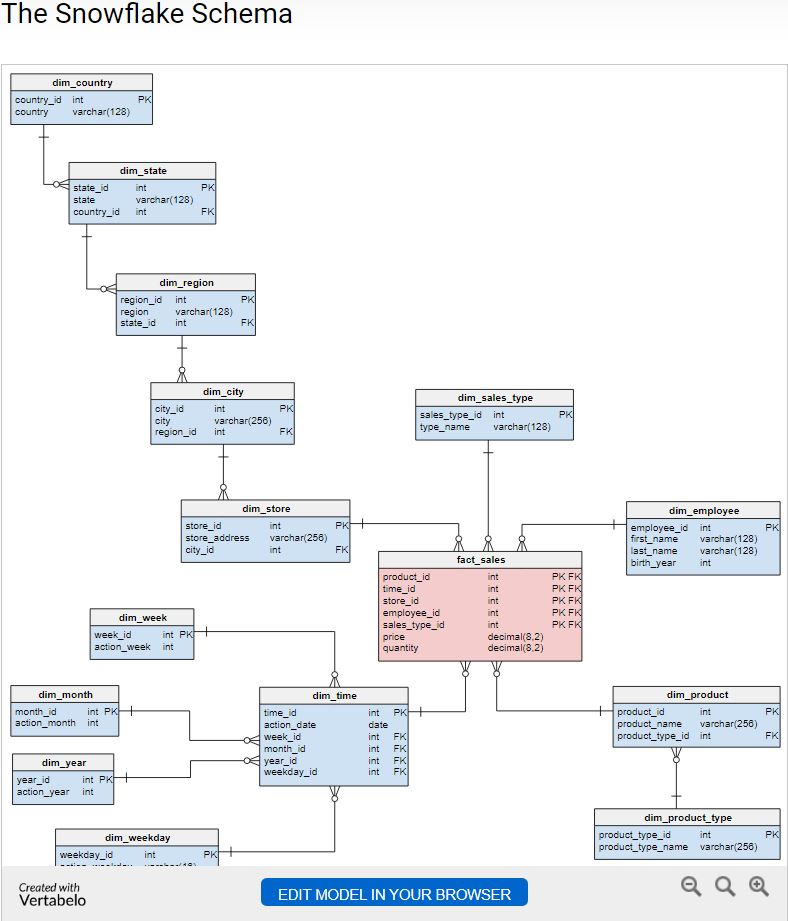 The Snowflake Schema
dim_country
country_id int PK
country varchar(128)
dim_state
state_id int PK
state varchar(128)
country_id int FK
dim_region
region_id int PK
region varchar(128)
state_id int FK
dim_city
city_id int PK
city varchar(256)
region_id int FK
dim_sales_type
sales_type_id int PK
type_name varchar(128)
dim_store
store_id int PK
store_address varchar(256)
city_id int FK
dim_employee
employee_id int PK
first_name varchar(128)
last_name varchar(128)
birth_year int
fact_sales
product_id int PK FK
time_id int PK FK
store_id int PK FK
employee_id int PK FK
sales_type_id int PK FK
price decimal(8,2)
quantity decimal(8,2)
dim_week
week_id int PK
action_week int
dim_month
month_id int PK
action_month int
dim_time
time_id int PK
action_date date
week_id int FK
month_id int FK
year_id int FK
weekday_id int FK
dim_product
product_id int PK
product_name varchar(256)
product_type_id int FK
dim_year
year_id int PK
action_year int
dim_product_type
product_type_id int PK
product_type_name varchar(256)
dim_weekday
weekday_id int PK
Created with
Vertabelo
EDIT MODEL IN YOUR BROWSER